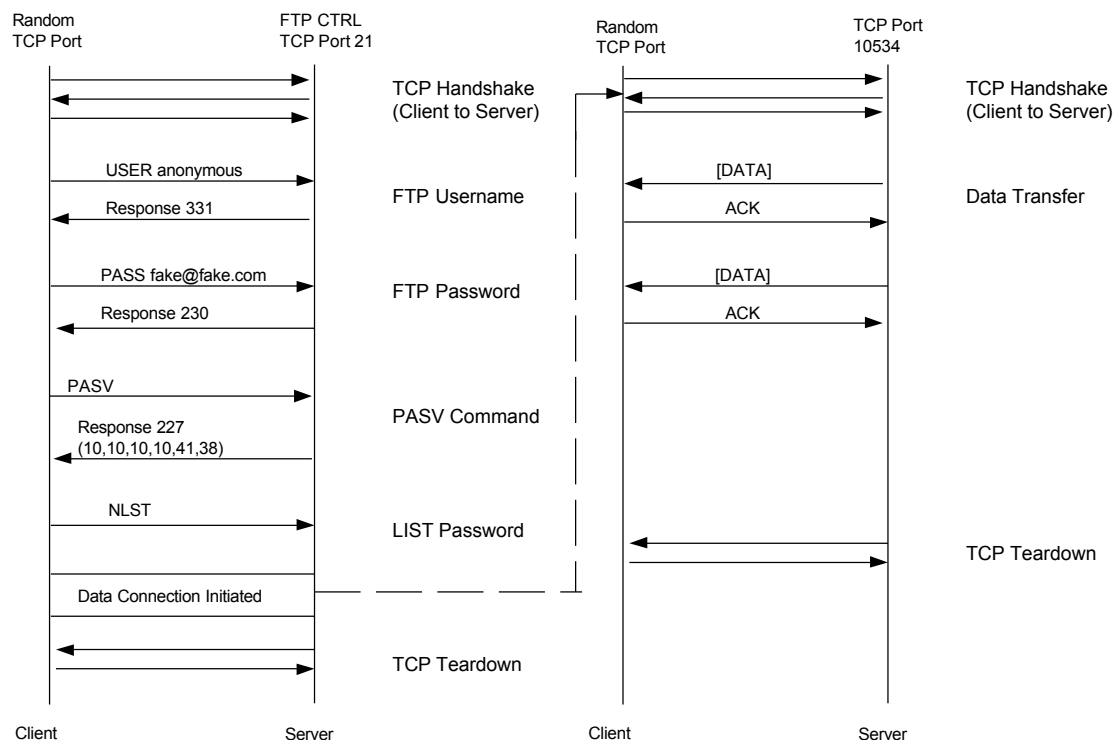 Random
TCP Port
FTP CTRL
TCP Port 21
TCP Handshake
(Client to Server)
USER anonymous
FTP Username
Response 331
PASS fake@fake.com
FTP Password
Response 230
PASV
PASV Command
Response 227
(10,10,10,10,41,38)
NLST
LIST Password
Data Connection Initiated
TCP Teardown
Client
Server
Random
TCP Port
TCP Port
10534
TCP Handshake
(Client to Server)
[DATA]
Data Transfer
ACK
[DATA]
ACK
TCP Teardown
Client
Server